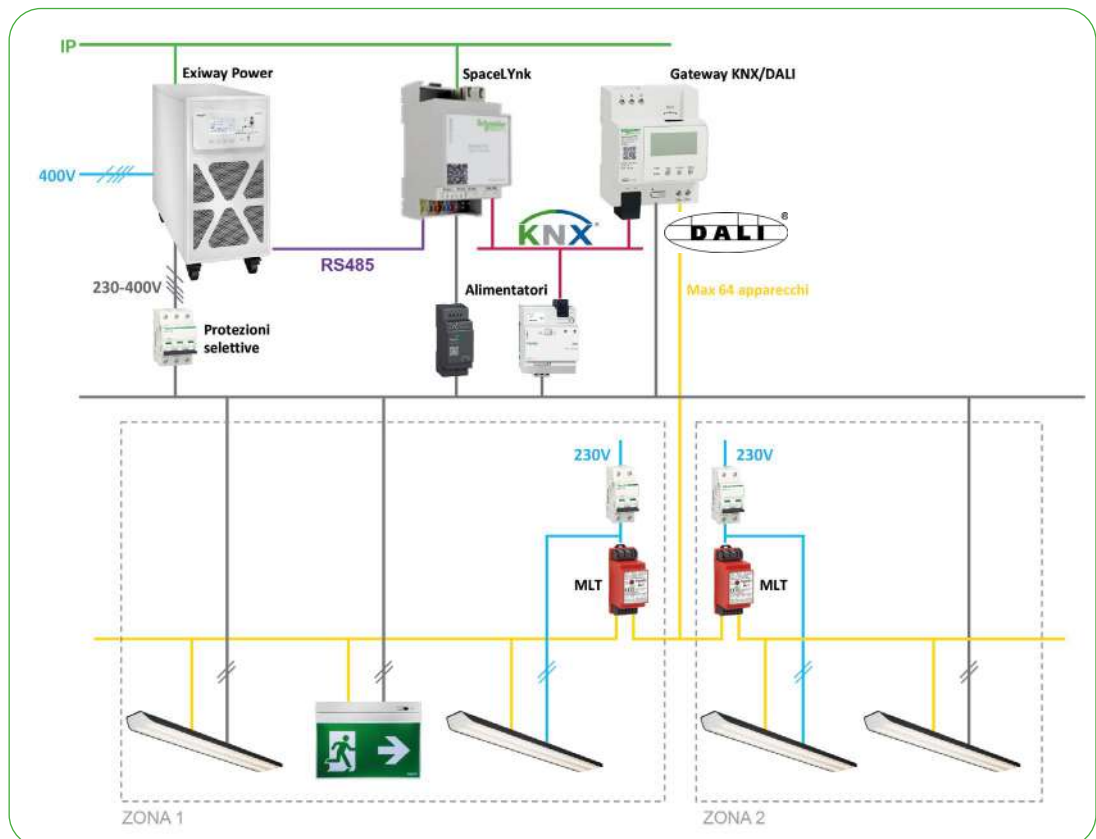 IP
Exiway Power
SpaceLYnk
Gateway KNX/DALI
Schneider
400V
KNX®
DALI®
RS485
230-400V
Alimentatori
Max 64 apparecchi
Protezioni
selettive
230V
230V
MLT
MLT
ZONA 1
ZONA 2